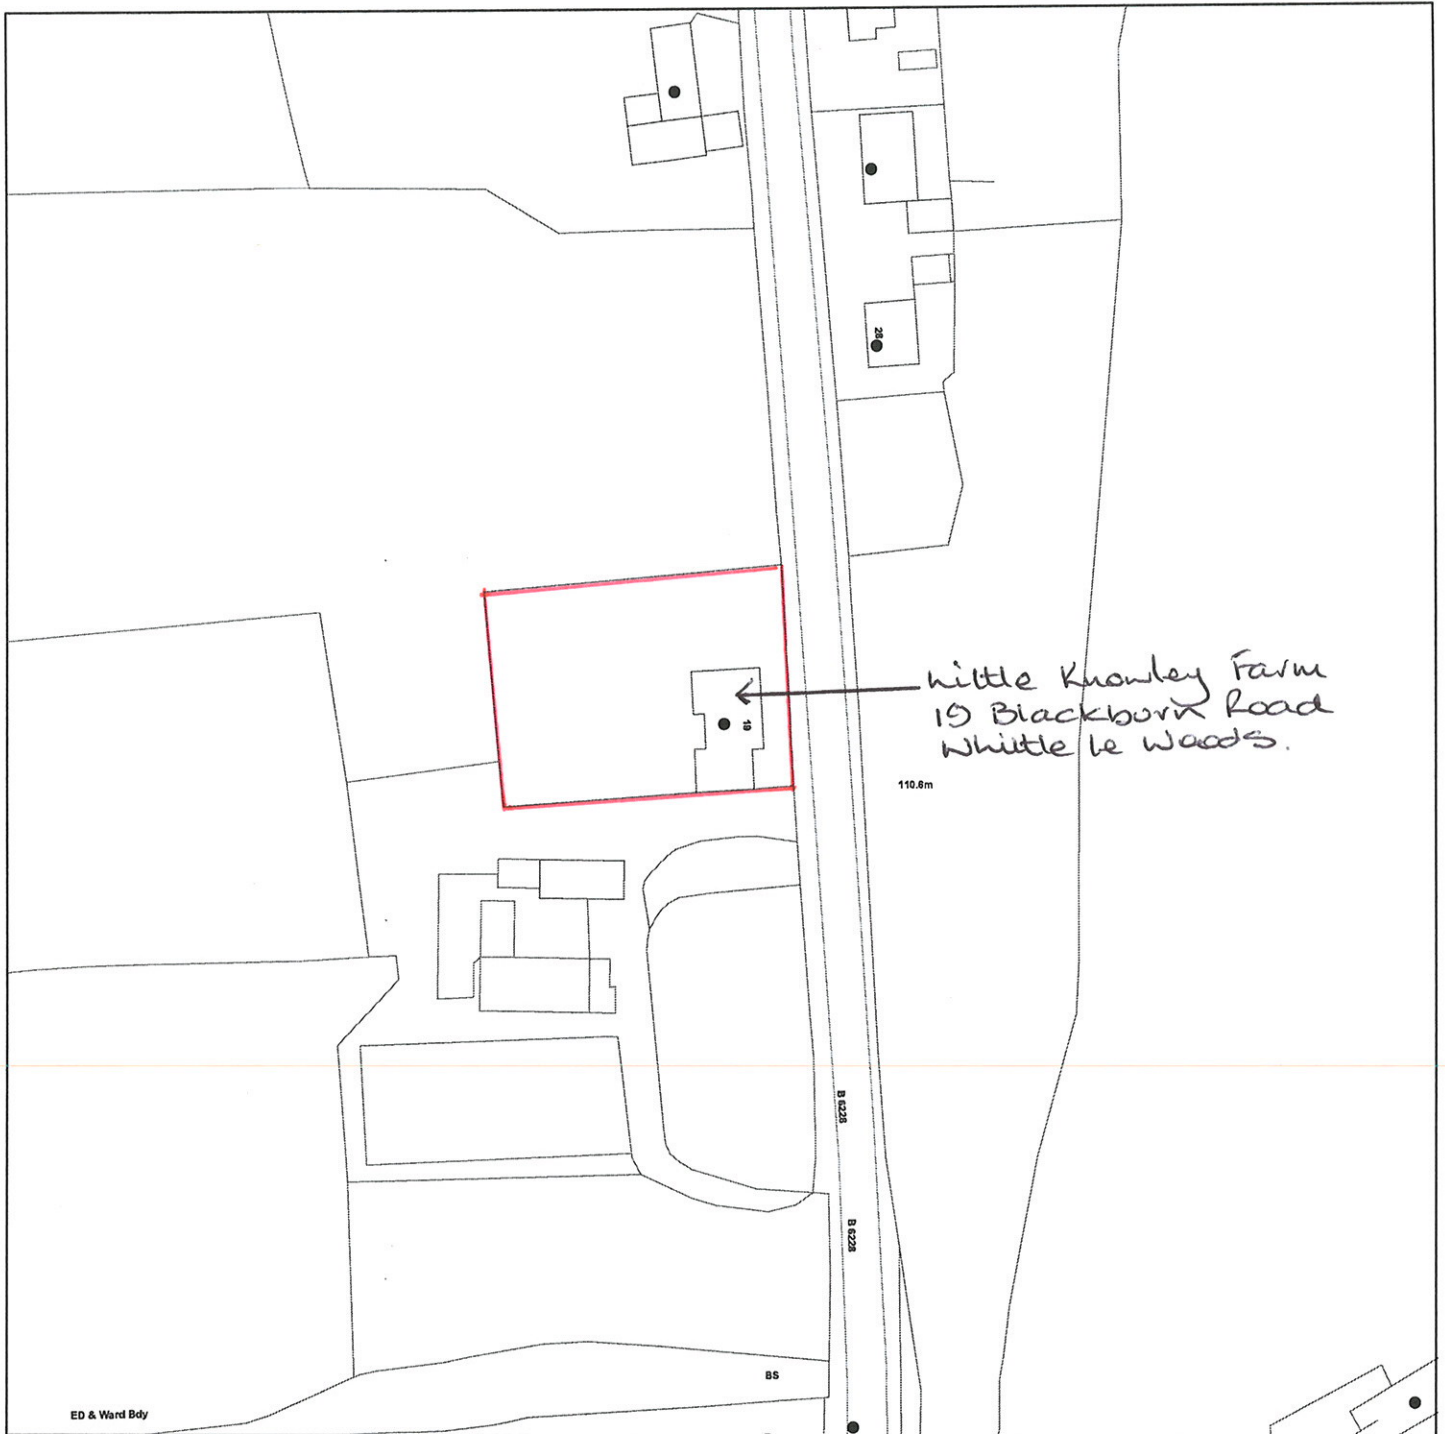 28
Little Knowley Farm
19 Blackburn Road
Whittle le Woods.
19
110.6m
B 6228
B 6228
BS
ED & Ward Bdy